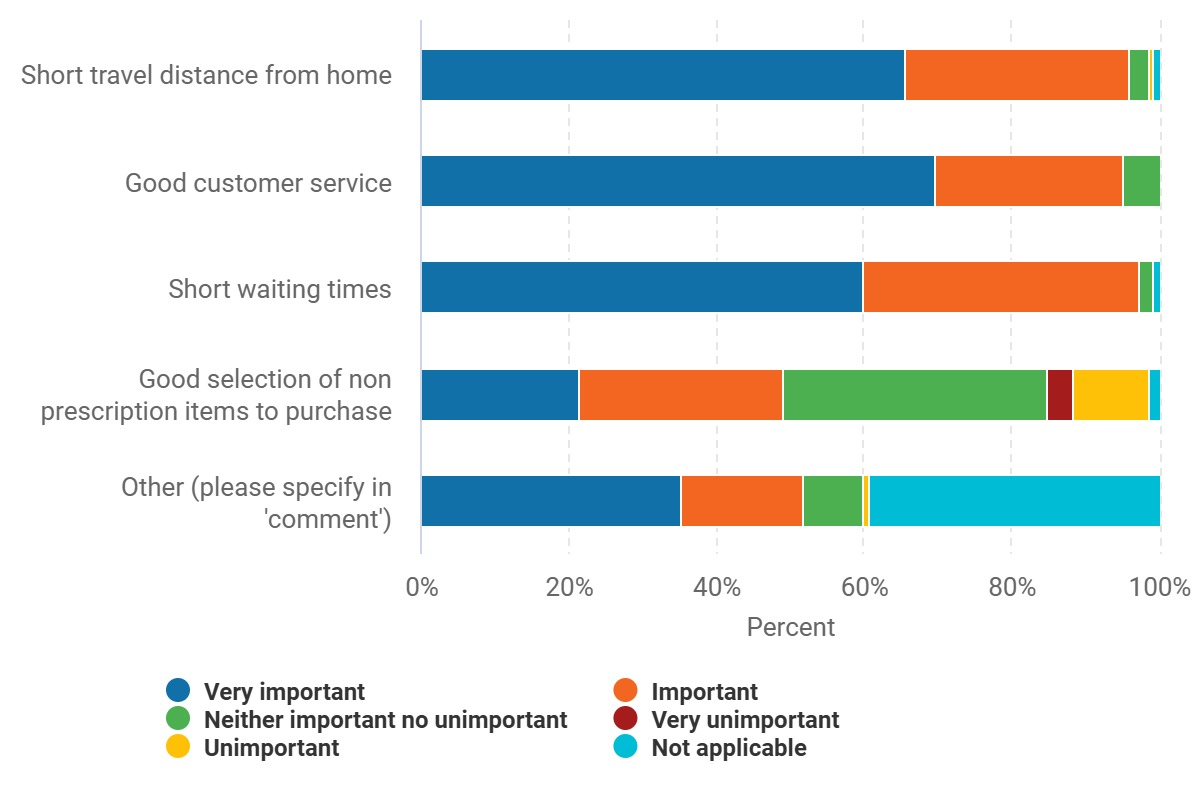 Short travel distance from home
Good customer service
Short waiting times
Good selection of non
prescription items to purchase
Other (please specify in
'comment')
0%
20%
40%
60%
80%
100%
Percent
Very important
Important
Neither important no unimportant
Very unimportant
Unimportant
Not applicable